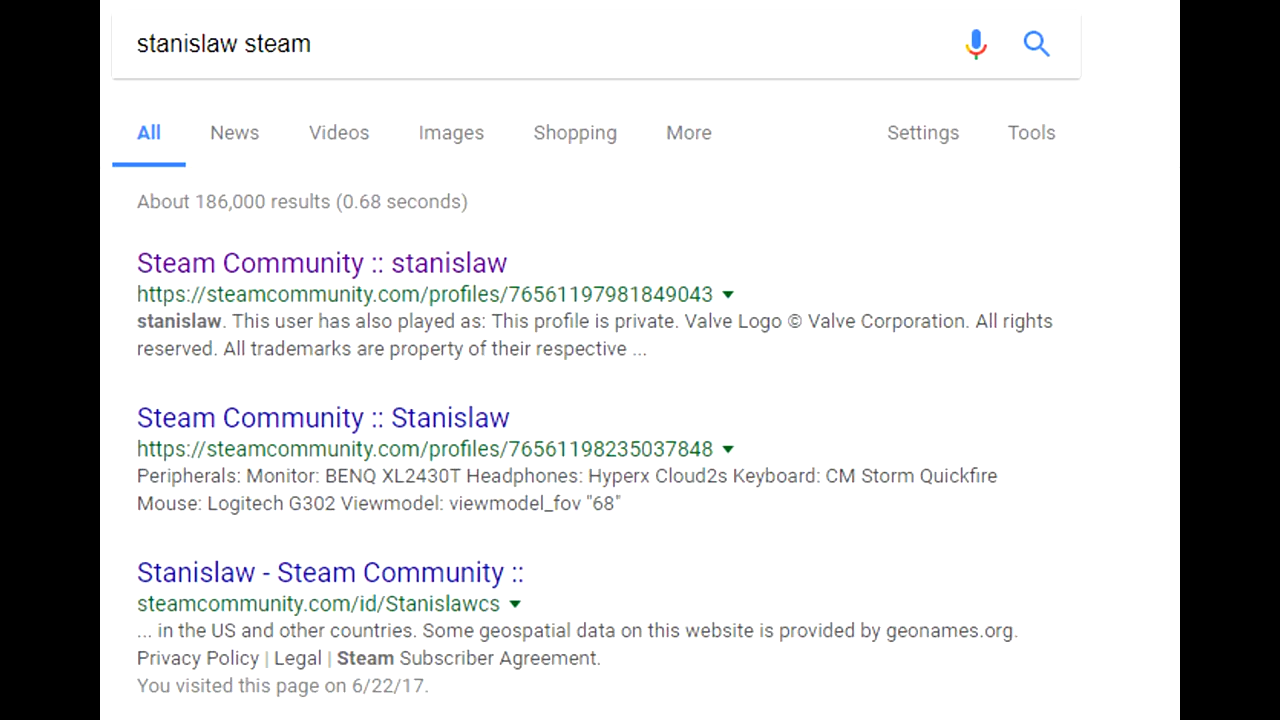 stanislaw steam
All News Videos Images Shopping More Settings Tools
About 186,000 results (0.68 seconds)
Steam Community :: stanislaw
https://steamcommunity.com/profiles/76561197981849043
stanislaw. This user has also played as: This profile is private. Valve Logo © Valve Corporation. All rights
reserved. All trademarks are property of their respective ...
Steam Community :: Stanislaw
https://steamcommunity.com/profiles/76561198235037848
Peripherals: Monitor: BENQ XL2430T Headphones: Hyperx Cloud2s Keyboard: CM Storm Quickfire
Mouse: Logitech G302 Viewmodel: viewmodel_fov "68"
Stanislaw - Steam Community ::
steamcommunity.com/id/Stanislawcs
... in the US and other countries. Some geospatial data on this website is provided by geonames.org.
Privacy Policy | Legal | Steam Subscriber Agreement.
You visited this page on 6/22/17.